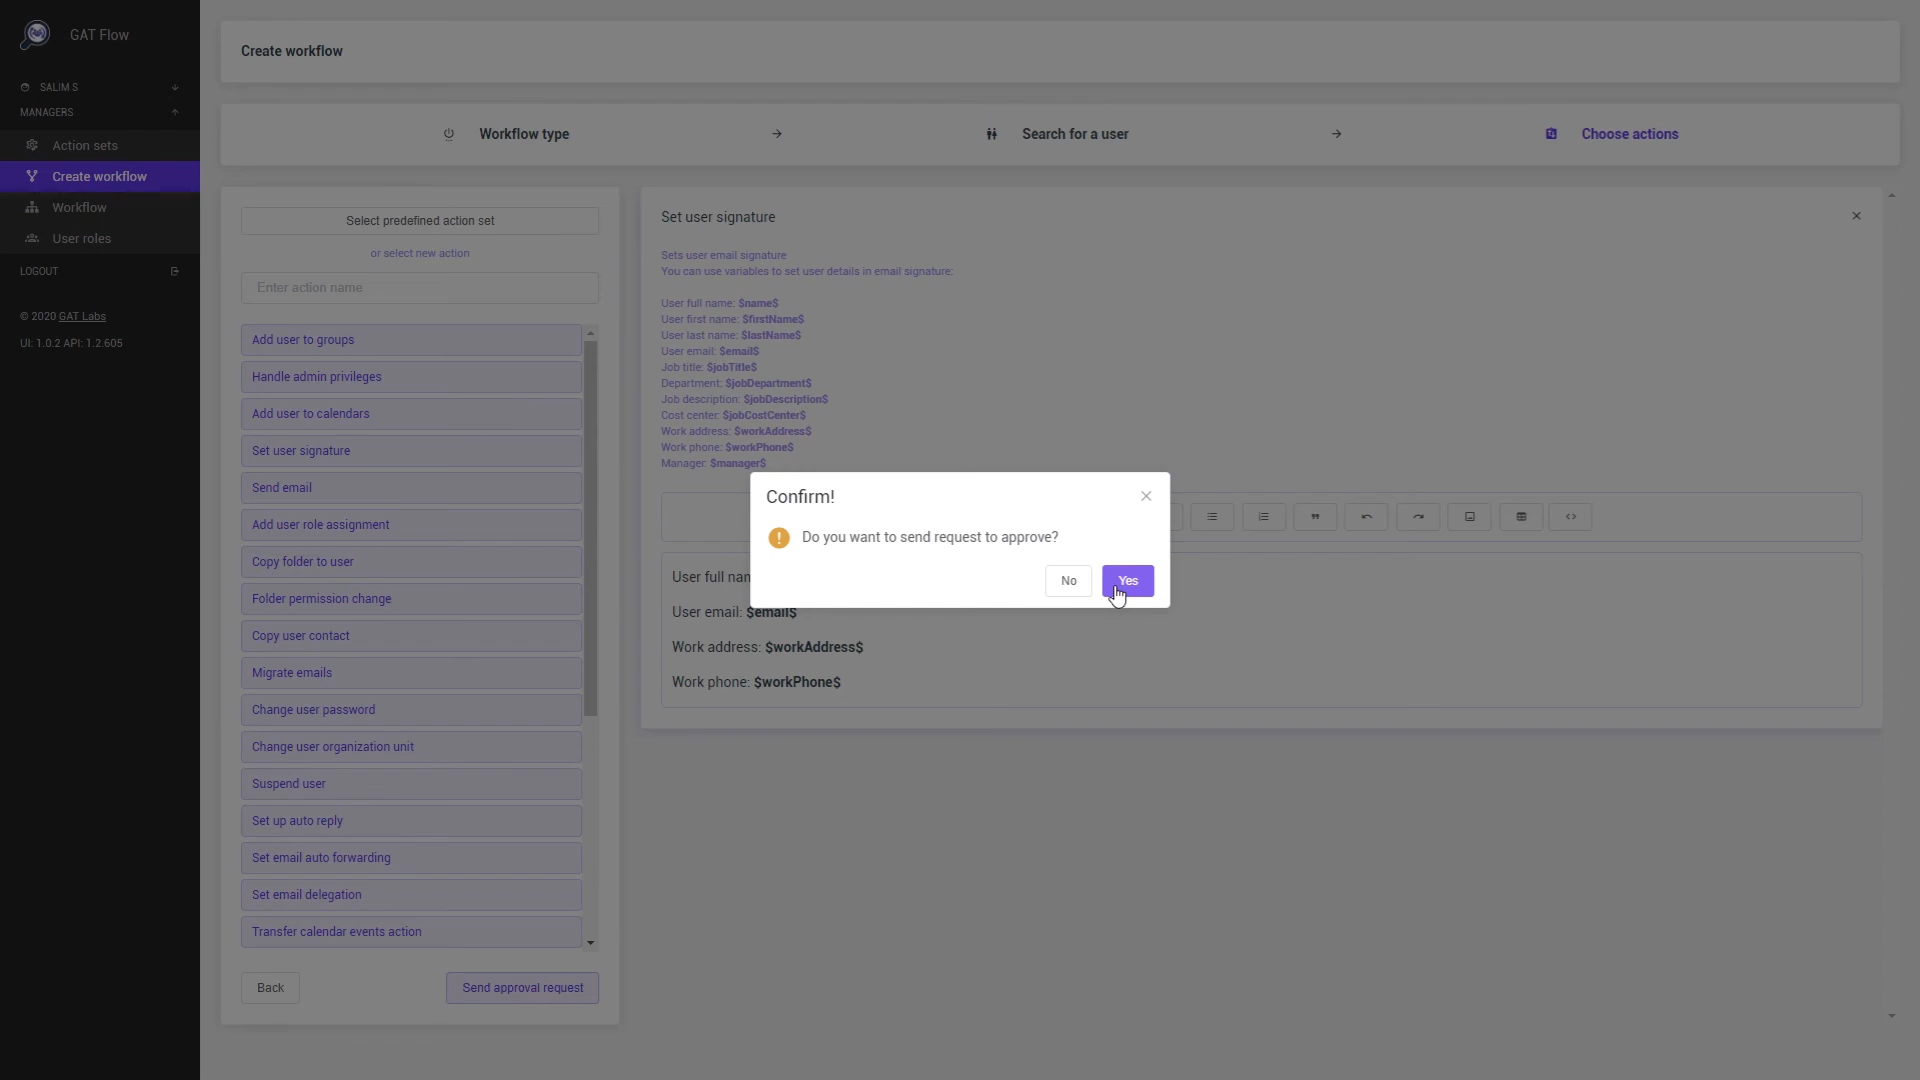 GAT Flow
SALIM S
MANAGERS
Action sets
Create workflow
Workflow
User roles
LOGOUT
© 2020 GAT Labs
UI: 1.0.2 API: 1.2.605
Create workflow
Workflow type
Search for a user
Choose actions
Select predefined action set
or select new action
Enter action name
Add user to groups
Handle admin privileges
Add user to calendars
Set user signature
Send email
Add user role assignment
Copy folder to user
Folder permission change
Copy user contact
Migrate emails
Change user password
Change user organization unit
Suspend user
Set up auto reply
Set email auto forwarding
Set email delegation
Transfer calendar events action
Back
Send approval request
Set user signature
Sets user email signature
You can use variables to set user details in email signature:
User full name: $name$
User first name: $firstName$
User last name: $lastName$
User email: $email$
Job title: $jobTitle$
Department: $jobDepartment$
Job description: $jobDescription$
Cost center: $jobCostCenter$
Work address: $workAddress$
Work phone: $workPhone$
Manager: $manager$
Confirm!
Do you want to send request to approve?
No
Yes
User full
User email: $email$
Work address: $workAddress$
Work phone: $workPhone$